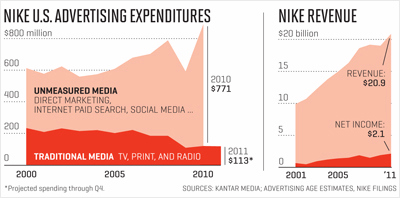 NIKE U.S. ADVERTISING EXPENDITURES
$800 million
600
400
200
0
UNMEASURED MEDIA
DIRECT MARKETING,
INTERNET PAID SEARCH, SOCIAL MEDIA ...
TRADITIONAL MEDIA TV, PRINT, AND RADIO
2010
$771
2011
$113*
2000
2005
2010
*Projected spending through Q4.
NIKE REVENUE
$20 billion
15
10
5
0
REVENUE:
$20.9
NET INCOME:
$2.1
2001
2005
'11
SOURCES: KANTAR MEDIA; ADVERTISING AGE ESTIMATES, NIKE FILINGS